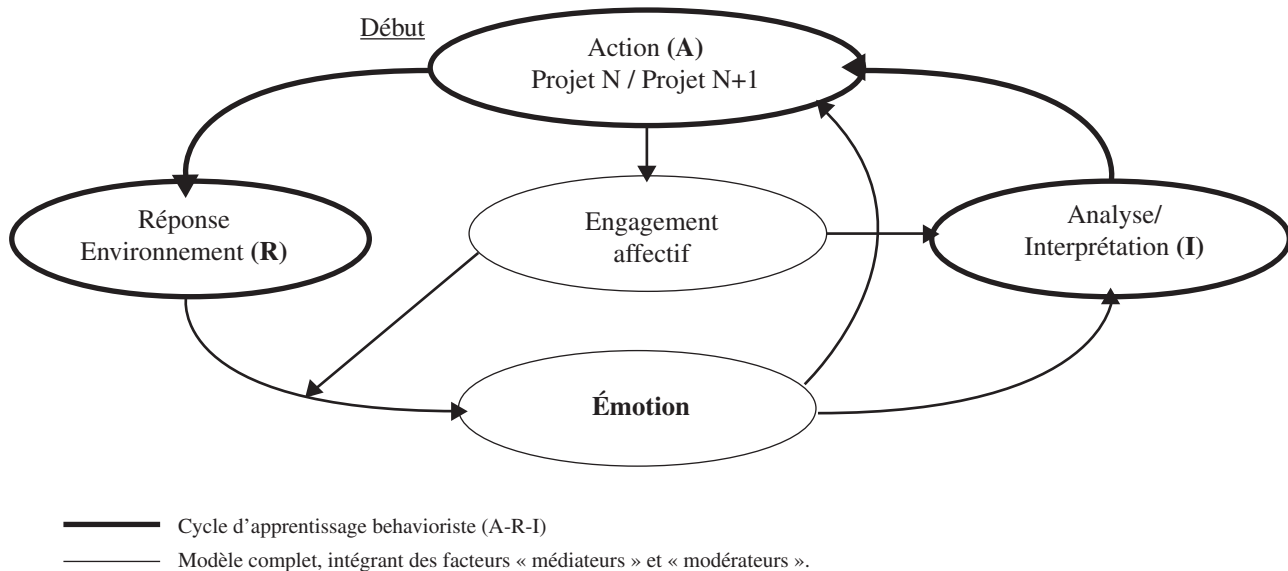 Début
Action (A)
Projet N / Projet N+1
Réponse
Environnement (R)
Engagement
affectif
Analyse/
Interprétation (I)
Émotion
Cycle d’apprentissage behavioriste (A-R-I)
Modèle complet, intégrant des facteurs « médiateurs » et « modérateurs ».